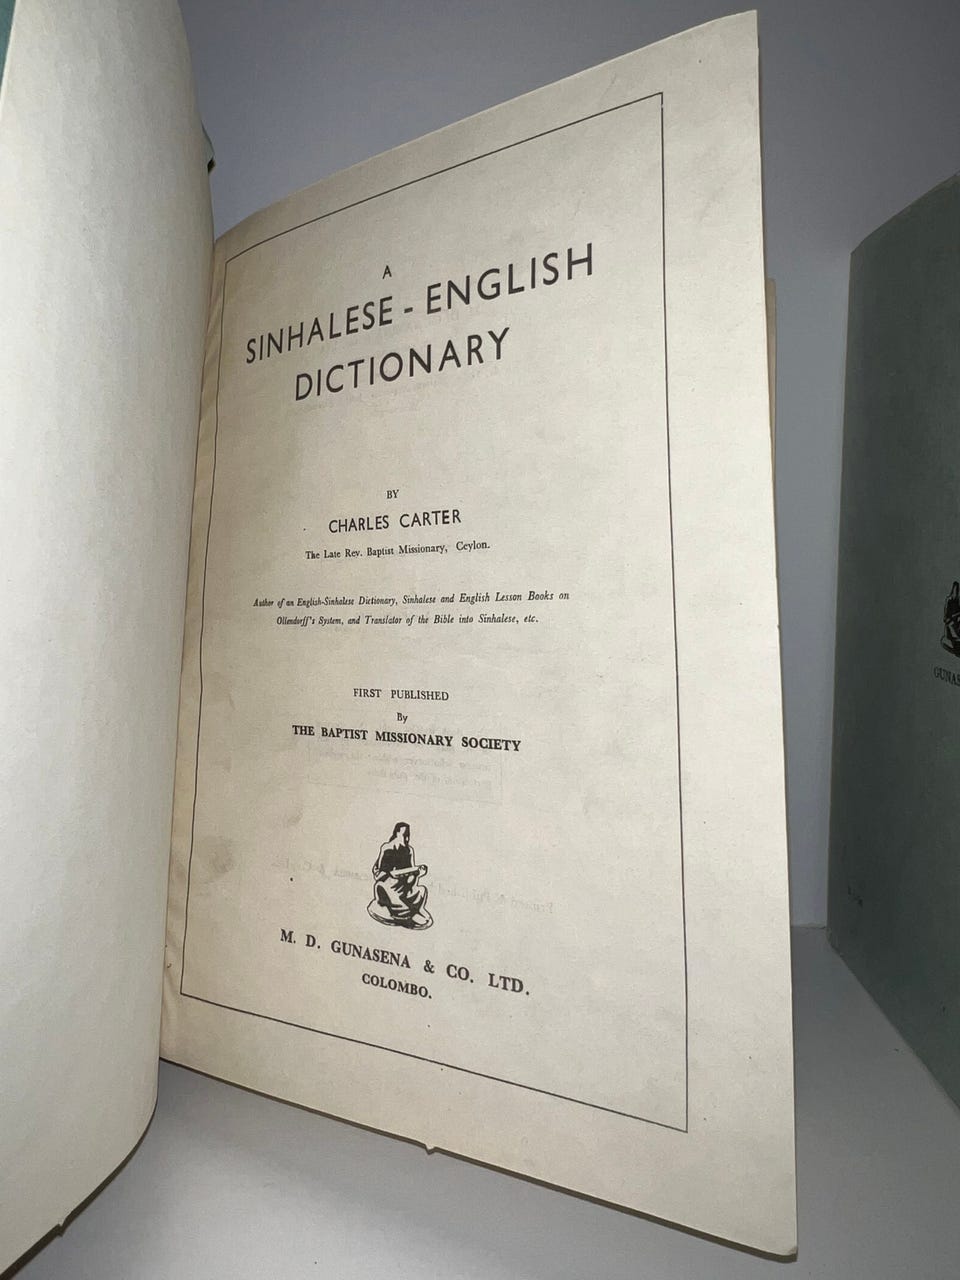 A
SINHALESE - ENGLISH
DICTIONARY
BY
CHARLES CARTER
The Late Rev. Baptist Missionary, Ceylon.
Author of an English-Sinhalese Dictionary, Sinhalese and English Lesson Books on
Ollendorff's System, and Translator of the Bible into Sinhalese, etc.
FIRST PUBLISHED
By
THE BAPTIST MISSIONARY SOCIETY
M. D. GUNASENA & CO. LTD.
COLOMBO.